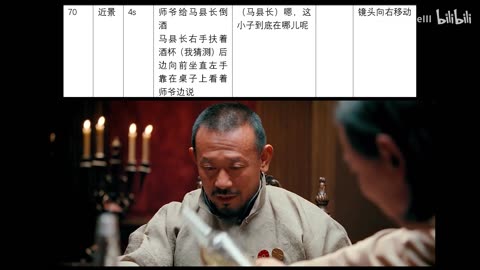 70 近景 4s 师爷给马县长倒 （马县长）嗯，这 镜头向右移动
酒 小子到底在哪儿呢
马县长右手扶着
酒杯（我猜测）后
边向前坐直左手
靠在桌子上看着
师爷边说
elll bilibili